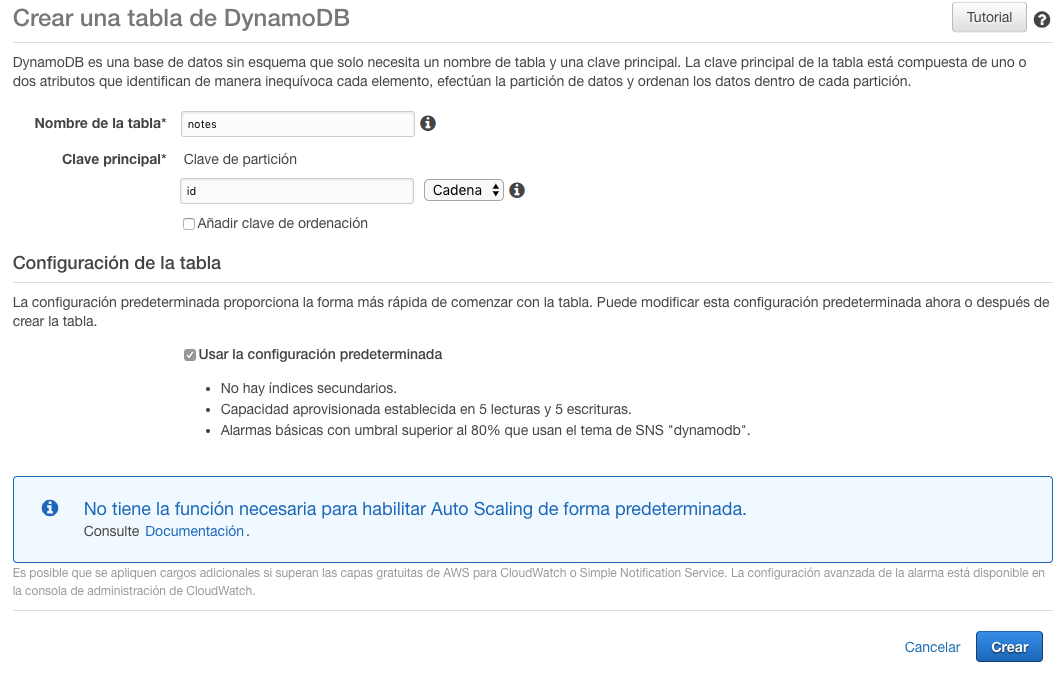 Crear una tabla de DynamoDB
Tutorial
DynamoDB es una base de datos sin esquema que solo necesita un nombre de tabla y una clave principal. La clave principal de la tabla está compuesta de uno o
dos atributos que identifican de manera inequívoca cada elemento, efectúan la partición de datos y ordenan los datos dentro de cada partición.
Nombre de la tabla* notes
Clave principal* Clave de partición
id Cadena
Añadir clave de ordenación
Configuración de la tabla
La configuración predeterminada proporciona la forma más rápida de comenzar con la tabla. Puede modificar esta configuración predeterminada ahora o después de
crear la tabla.
Usar la configuración predeterminada
• No hay índices secundarios.
• Capacidad aprovisionada establecida en 5 lecturas y 5 escrituras.
• Alarmas básicas con umbral superior al 80% que usan el tema de SNS "dynamodb".
No tiene la función necesaria para habilitar Auto Scaling de forma predeterminada.
Consulte Documentación.
Es posible que se apliquen cargos adicionales si superan las capas gratuitas de AWS para CloudWatch o Simple Notification Service. La configuración avanzada de la alarma está disponible en
la consola de administración de CloudWatch.
Cancelar Crear